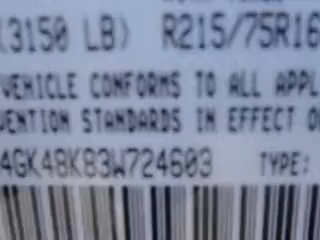 (3150 LB) R215/75R16
VEHICLE CONFORMS TO ALL APPL
VENTION STANDARDS IN EFFECT O
4GK48K83W724603 TYPE: